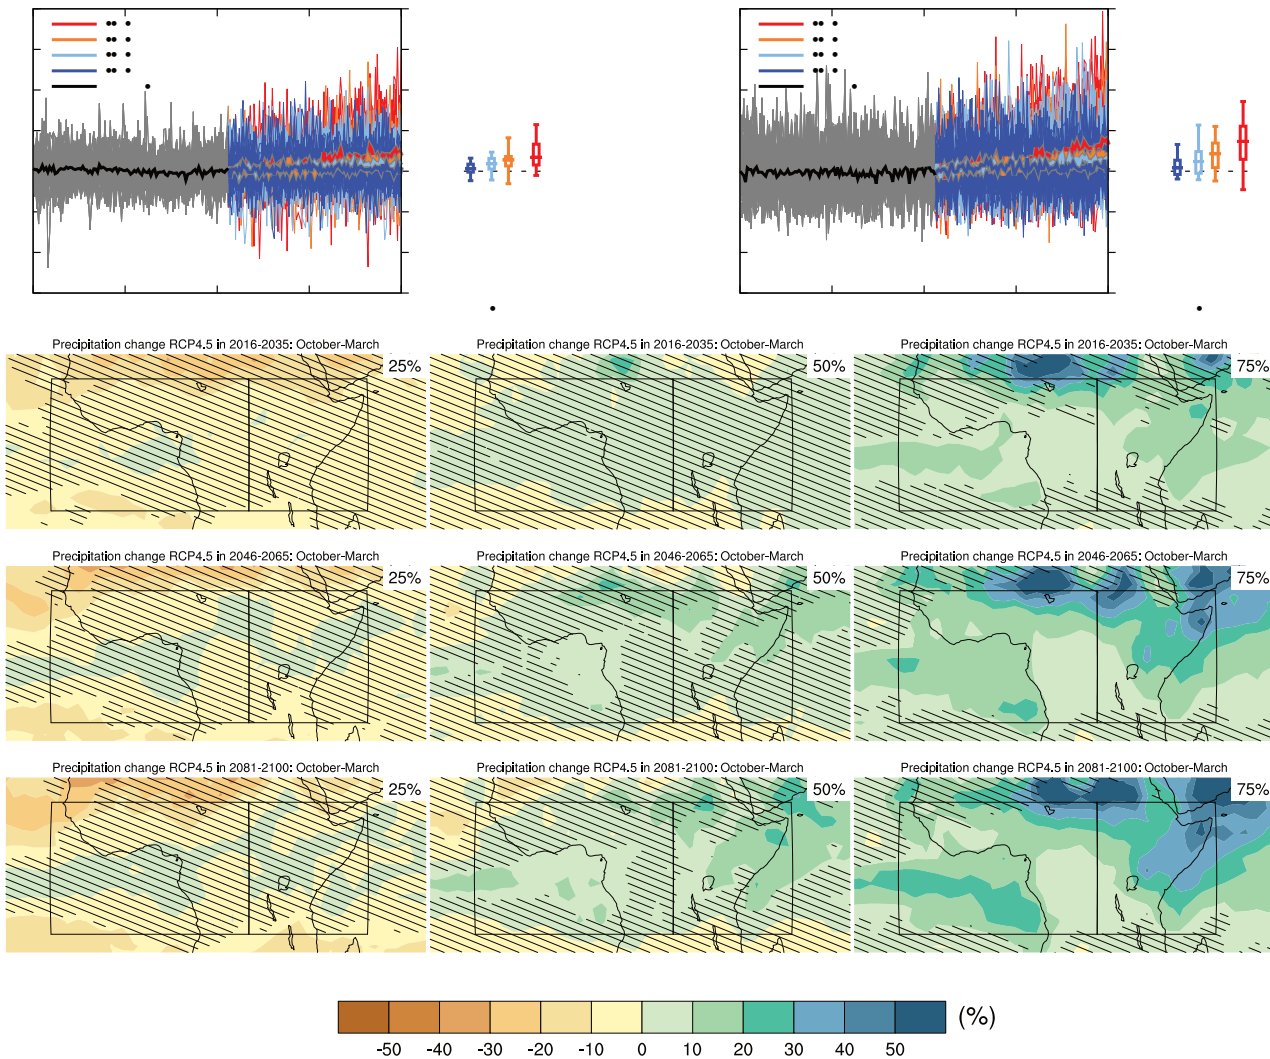 Precipitation change RCP4.5 in 2016-2035: October-March
25%
Precipitation change RCP4.5 in 2016-2035: October-March
50%
Precipitation change RCP4.5 in 2016-2035: October-March
75%
Precipitation change RCP4.5 in 2046-2065: October-March
25%
Precipitation change RCP4.5 in 2046-2065: October-March
50%
Precipitation change RCP4.5 in 2046-2065: October-March
75%
Precipitation change RCP4.5 in 2081-2100: October-March
25%
Precipitation change RCP4.5 in 2081-2100: October-March
50%
Precipitation change RCP4.5 in 2081-2100: October-March
75%
(%)
-50 -40 -30 -20 -10 0 10 20 30 40 50